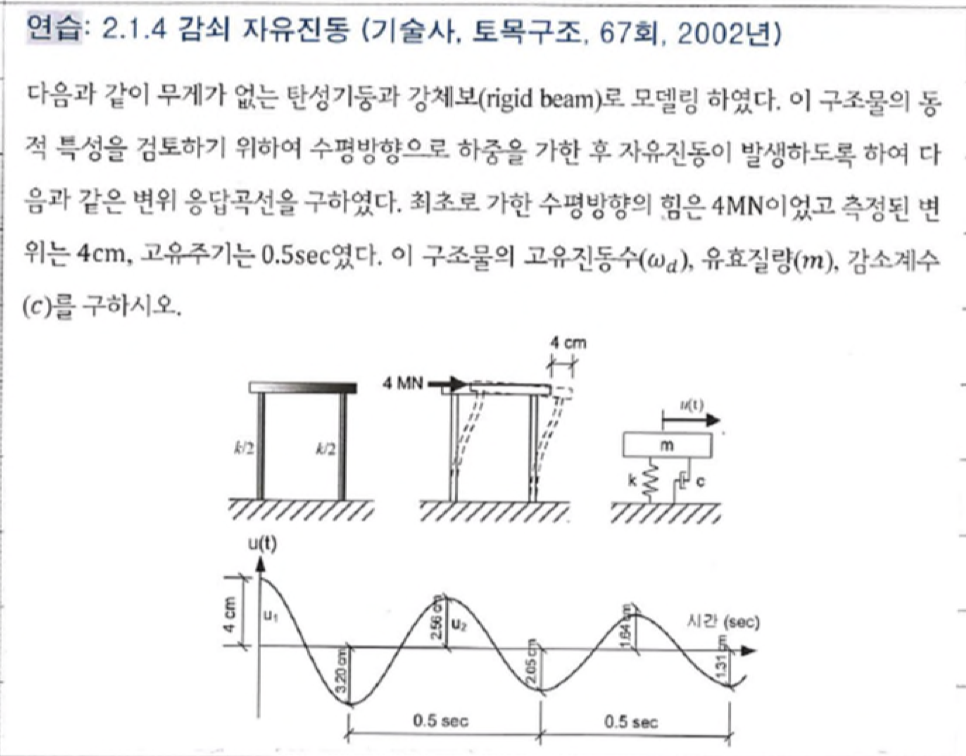 연습: 2.1.4 감쇠 자유진동 (기술사, 토목구조, 67회, 2002년)
다음과 같이 무게가 없는 탄성기둥과 강체보(rigid beam)로 모델링 하였다. 이 구조물의 동
적 특성을 검토하기 위하여 수평방향으로 하중을 가한 후 자유진동이 발생하도록 하여 다
음과 같은 변위 응답곡선을 구하였다. 최초로 가한 수평방향의 힘은 4MN이었고 측정된 변
위는 4cm, 고유주기는 0.5sec였다. 이 구조물의 고유진동수(ω_d), 유효질량(m), 감소계수
(c)를 구하시오.
4 cm
4 MN
u(t)
k/2
k/2
m
k
c
u(t)
4 cm
u₁
3.20 cm
2.56 cm
u₂
2.05 cm
1.64 cm
시간 (sec)
1.31 cm
0.5 sec
0.5 sec